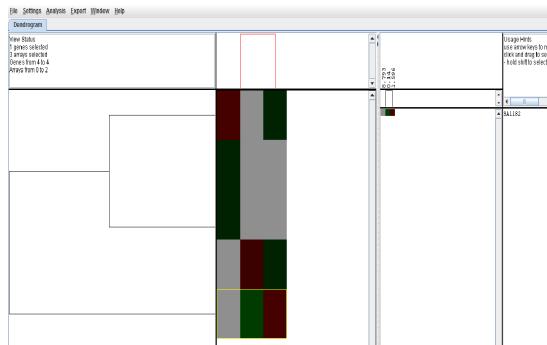 File Settings Analysis Export Window Help
Dendrogram
View Status
1 genes selected
3 arrays selected
Genes from 4 to 4
Arrays from 0 to 2
Usage Hints
use arrow keys to
click and drag to se
- hold shift to select